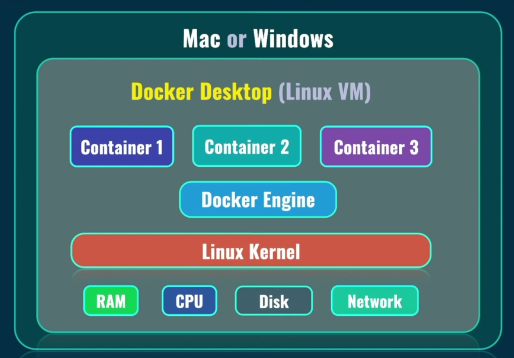 Mac or Windows
Docker Desktop (Linux VM)
Container 1
Container 2
Container 3
Docker Engine
Linux Kernel
RAM
CPU
Disk
Network